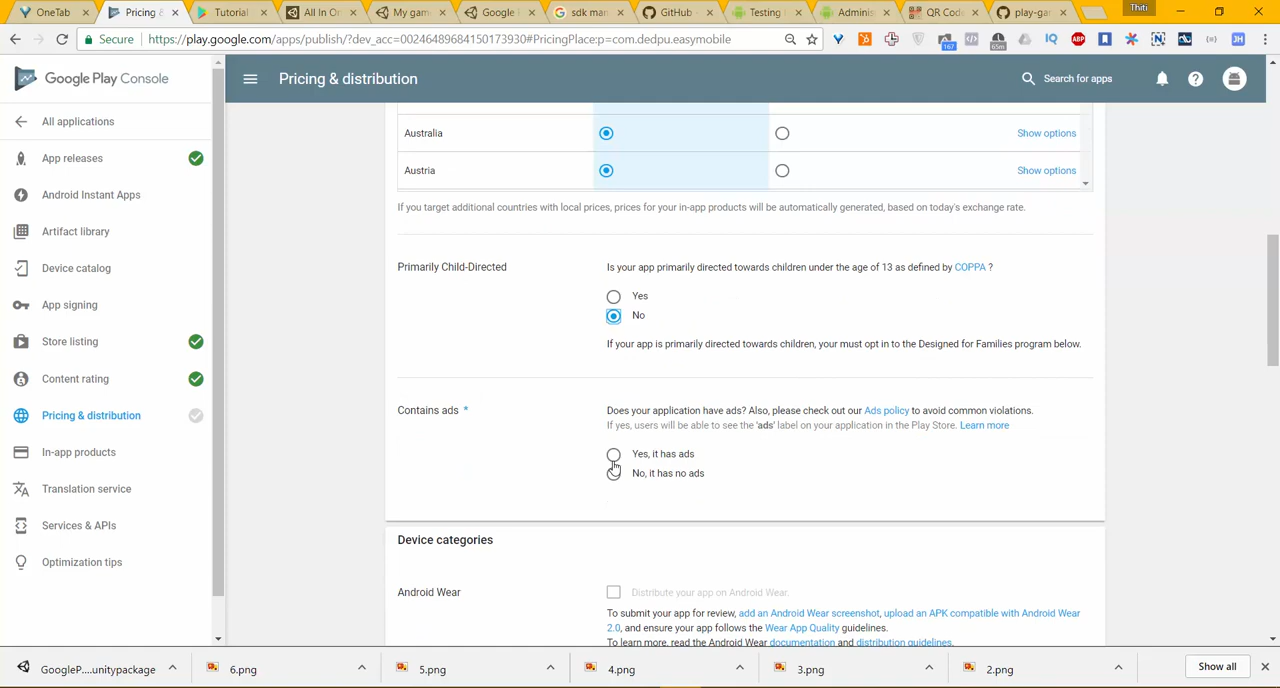 OneTab
Pricing &
Tutorial
All In On
My game
Google
sdk man
GitHub
Testing
Adminis
QR Cod
play-gam
Thiti
Secure
https://play.google.com/apps/publish/?dev_acc=00246489684150173930#PricingPlace:p=com.dedpu.easymobile
167
65m
IQ
ABP
N
JH
Google Play Console
Pricing & distribution
Search for apps
All applications
App releases
Android Instant Apps
Artifact library
Device catalog
App signing
Store listing
Content rating
Pricing & distribution
In-app products
Translation service
Services & APIs
Optimization tips
Australia
Show options
Austria
Show options
If you target additional countries with local prices, prices for your in-app products will be automatically generated, based on today's exchange rate.
Primarily Child-Directed
Is your app primarily directed towards children under the age of 13 as defined by COPPA ?
Yes
No
If your app is primarily directed towards children, your must opt in to the Designed for Families program below.
Contains ads *
Does your application have ads? Also, please check out our Ads policy to avoid common violations.
If yes, users will be able to see the 'ads' label on your application in the Play Store. Learn more
Yes, it has ads
No, it has no ads
Device categories
Android Wear
Distribute your app on Android Wear.
To submit your app for review, add an Android Wear screenshot, upload an APK compatible with Android Wear
2.0, and ensure your app follows the Wear App Quality guidelines.
To learn more, read the Android Wear documentation and distribution guidelines.
GoogleP....unitypackage
6.png
5.png
4.png
3.png
2.png
Show all